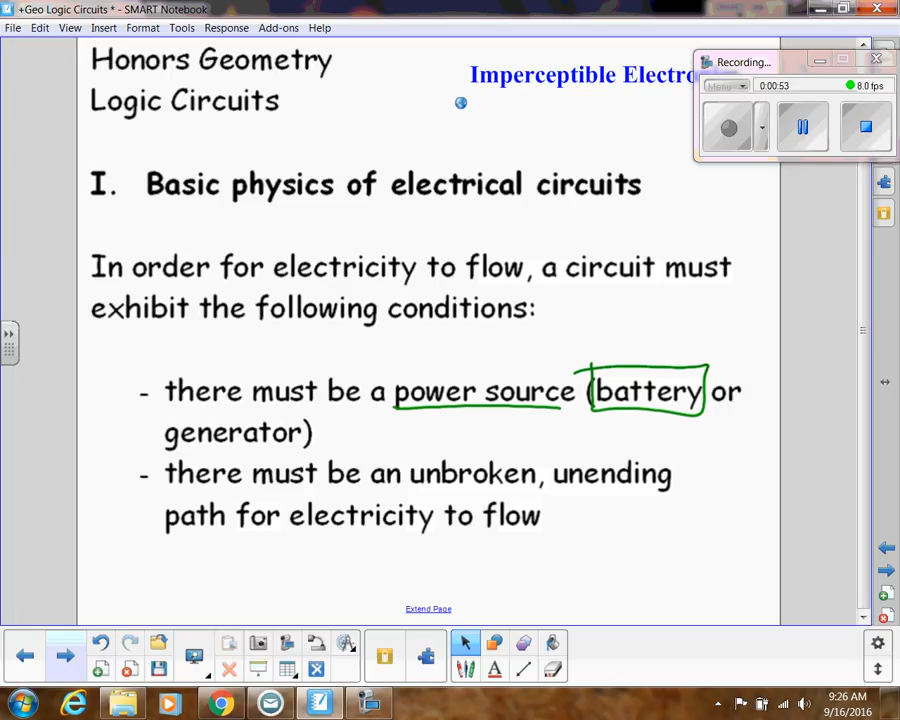 +Geo Logic Circuits * - SMART Notebook
File Edit View Insert Format Tools Response Add-ons Help
Honors Geometry
Logic Circuits
Imperceptible
Recording...
Menu
0:00:53
8.0 fps
I. Basic physics of electrical circuits
In order for electricity to flow, a circuit must
exhibit the following conditions:
- there must be a power source (battery or
generator)
- there must be an unbroken, unending
path for electricity to flow
Extend Page
9:26 AM
9/16/2016